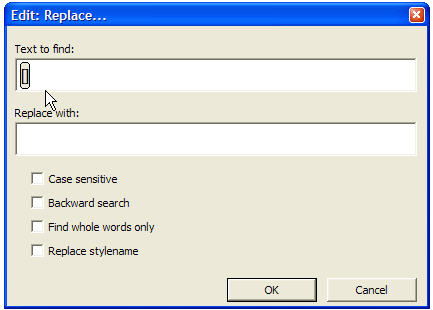 Edit: Replace...
Text to find:
Replace with:
Case sensitive
Backward search
Find whole words only
Replace stylename
OK
Cancel